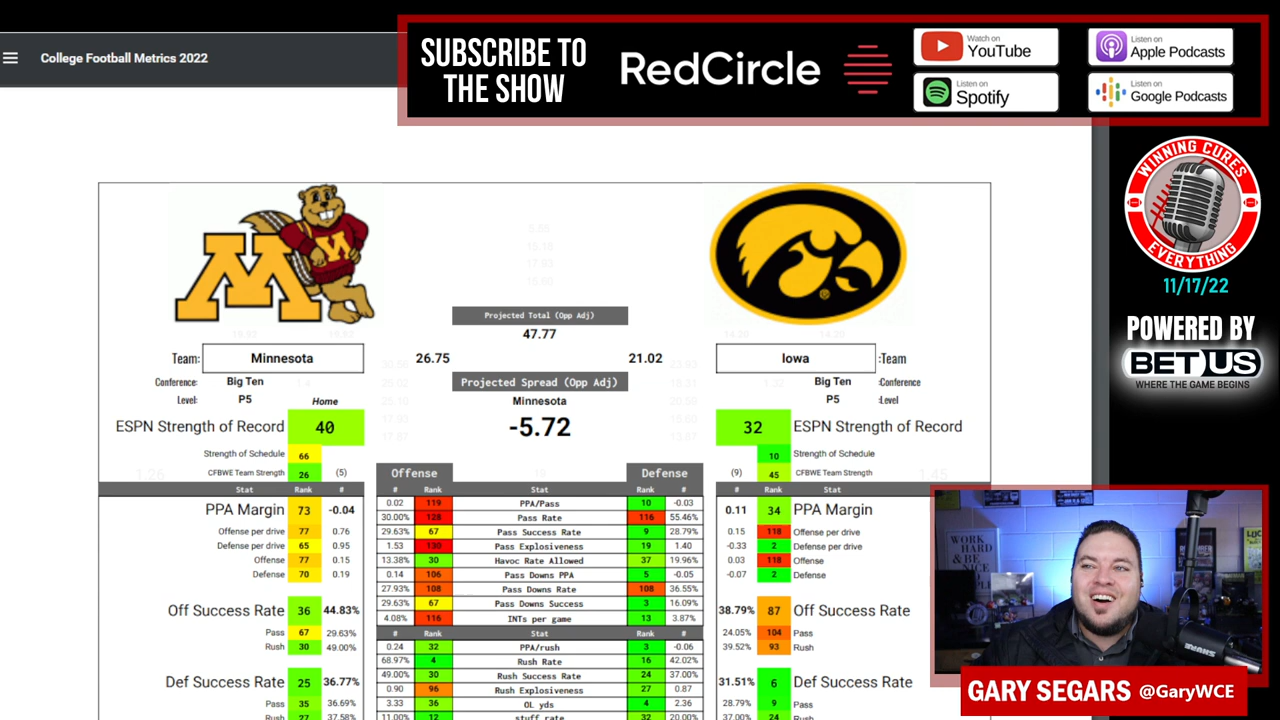 College Football Metrics 2022
SUBSCRIBE TO
THE SHOW
RedCircle
Watch on
YouTube
Listen on
Spotify
Listen on
Apple Podcasts
Listen on
Google Podcasts
WINNING CURES
EVERYTHING
11/17/22
POWERED BY
BETUS
WHERE THE GAME BEGINS
Projected Total (Opp Adj)
47.77
Team: Minnesota 26.75 21.02 Iowa :Team
Conference: Big Ten Projected Spread (Opp Adj) Big Ten :Conference
Level: P5 Minnesota P5 :Level
Home
-5.72
ESPN Strength of Record 40 32 ESPN Strength of Record
Strength of Schedule 66 10 Strength of Schedule
CFBWE Team Strength 26 (5) Offense Defense (9) 45 CFBWE Team Strength
Stat Rank # # Rank Stat Rank # # Rank Stat
PPA Margin 73 -0.04 0.11 34 PPA Margin
Offense per drive 77 0.76 0.15 118 Offense per drive
Defense per drive 65 0.95 -0.33 2 Defense per drive
Offense 77 0.15 0.03 118 Offense
Defense 70 0.19 -0.07 2 Defense
Off Success Rate 36 44.83% 38.79% 87 Off Success Rate
Pass 67 29.63% 24.05% 104 Pass
Rush 30 49.00% 39.52% 93 Rush
Def Success Rate 25 36.77% 31.51% 6 Def Success Rate
Pass 35 36.69% 28.79% 9 Pass
Rush 27 37.58% 37.00% 24 Rush
0.02 119 PPA/Pass 10 -0.03
30.00% 128 Pass Rate 116 55.46%
29.63% 67 Pass Success Rate 9 28.79%
1.53 130 Pass Explosiveness 19 1.40
13.38% 30 Havoc Rate Allowed 37 19.96%
0.14 106 Pass Downs PPA 5 -0.05
27.93% 108 Pass Downs Rate 108 36.55%
29.63% 67 Pass Downs Success 3 16.09%
4.08% 116 INTs per game 13 3.87%
# Rank Stat Rank #
0.24 32 PPA/rush 3 -0.06
68.97% 4 Rush Rate 16 42.02%
49.00% 30 Rush Success Rate 24 37.00%
0.90 96 Rush Explosiveness 27 0.87
3.33 36 OL yds 4 2.36
11.00% 12 stuff rate 32 20.00%
GARY SEGARS @GaryWCE